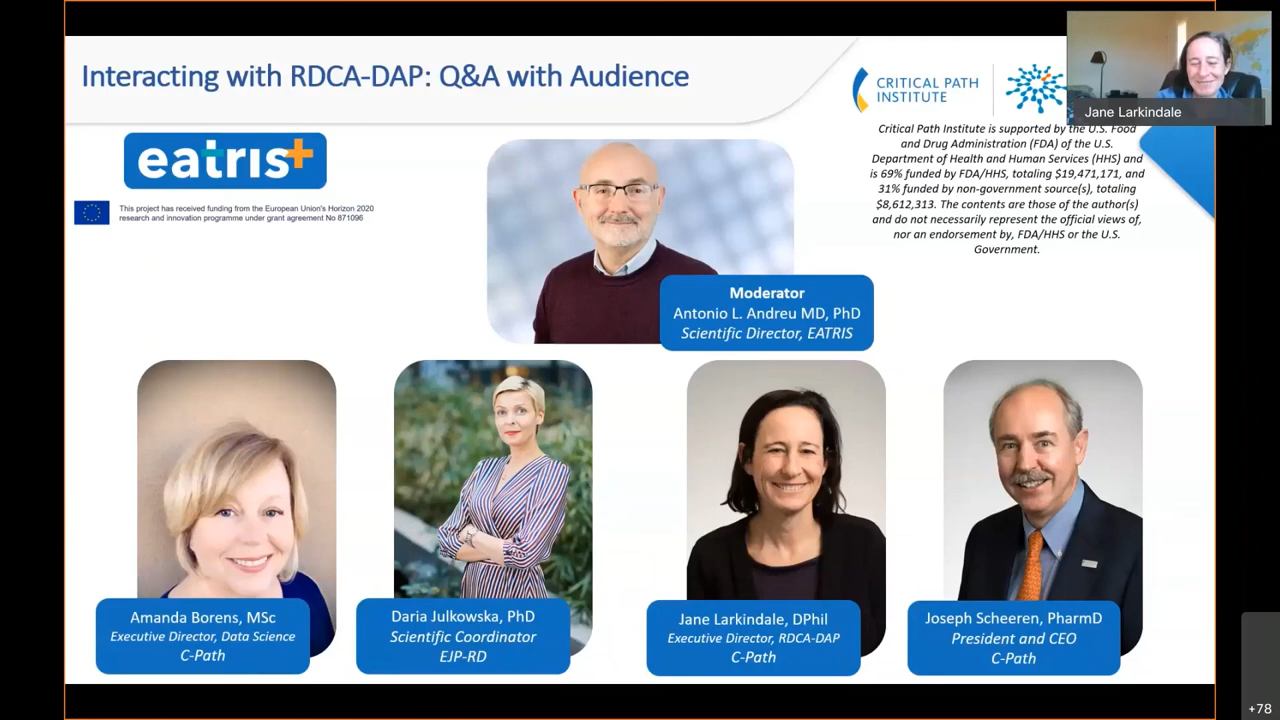 Interacting with RDCA-DAP: Q&A with Audience
CRITICAL PATH
INSTITUTE
Jane Larkindale
eatris+
This project has received funding from the European Union's Horizon 2020
research and innovation programme under grant agreement No 871096
Critical Path Institute is supported by the U.S. Food
and Drug Administration (FDA) of the U.S.
Department of Health and Human Services (HHS) and
is 69% funded by FDA/HHS, totaling $19,471,171, and
31% funded by non-government source(s), totaling
$8,612,313. The contents are those of the author(s)
and do not necessarily represent the official views of,
nor an endorsement by, FDA/HHS or the U.S.
Government.
Moderator
Antonio L. Andreu MD, PhD
Scientific Director, EATRIS
Amanda Borens, MSc
Executive Director, Data Science
C-Path
Daria Julkowska, PhD
Scientific Coordinator
EJP-RD
Jane Larkindale, DPhil
Executive Director, RDCA-DAP
C-Path
Joseph Scheeren, PharmD
President and CEO
C-Path
+78